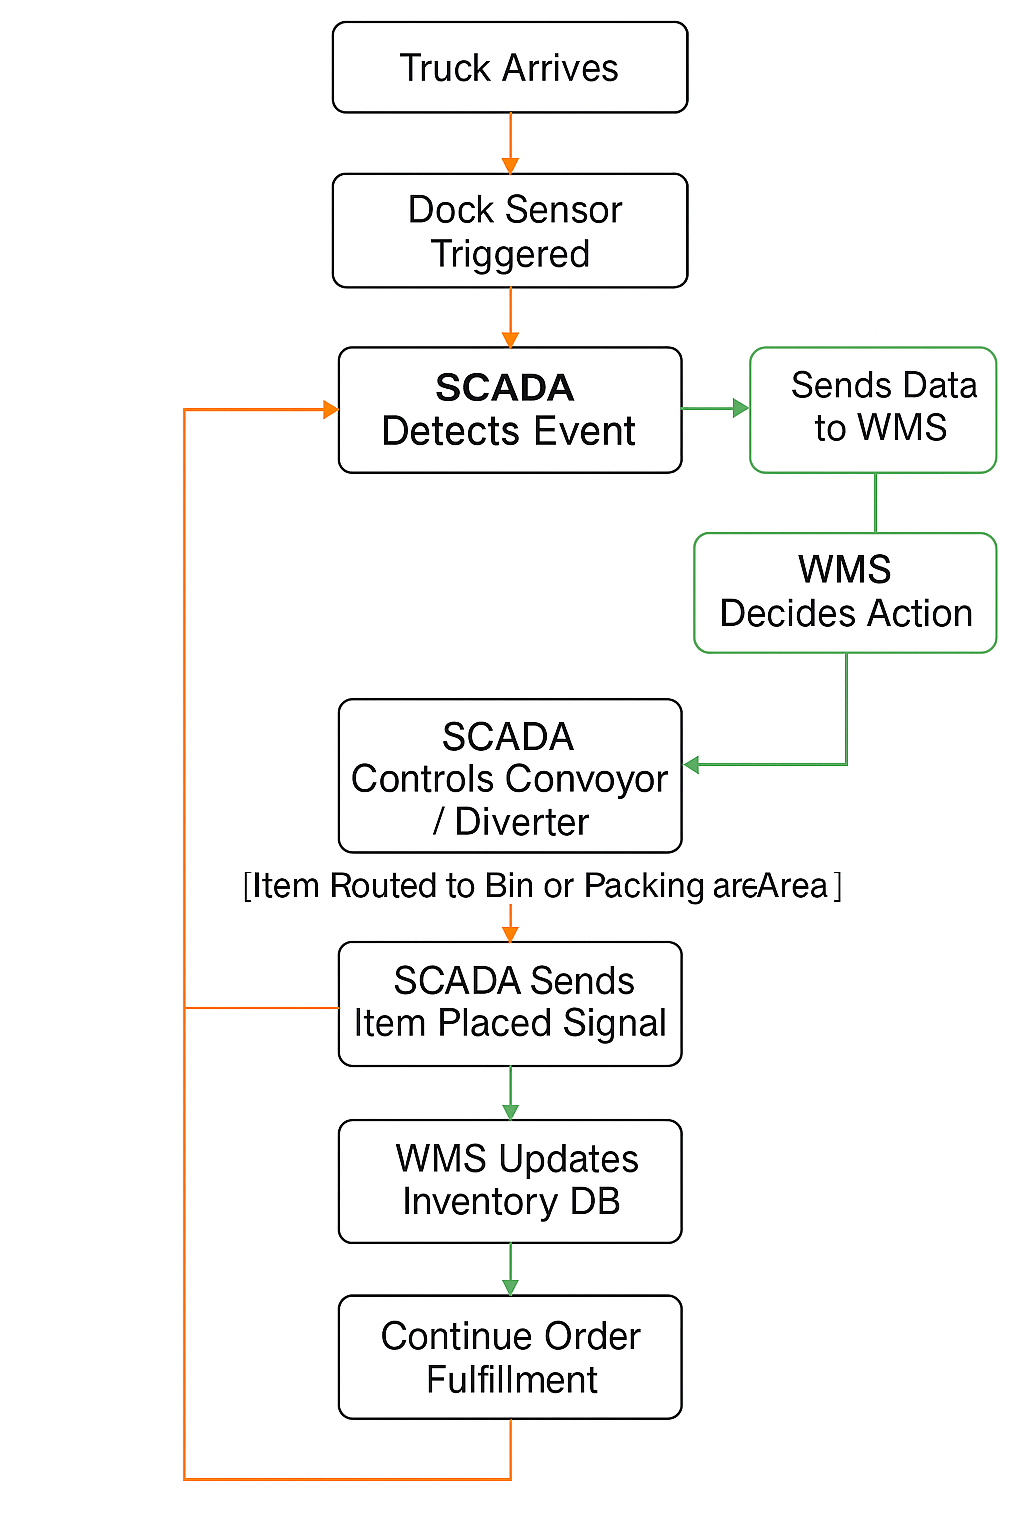 Truck Arrives
Dock Sensor
Triggered
SCADA
Detects Event
Sends Data
to WMS
WMS
Decides Action
SCADA
Controls Convoyor
/ Diverter
[Item Routed to Bin or Packing areArea]
SCADA Sends
Item Placed Signal
WMS Updates
Inventory DB
Continue Order
Fulfillment